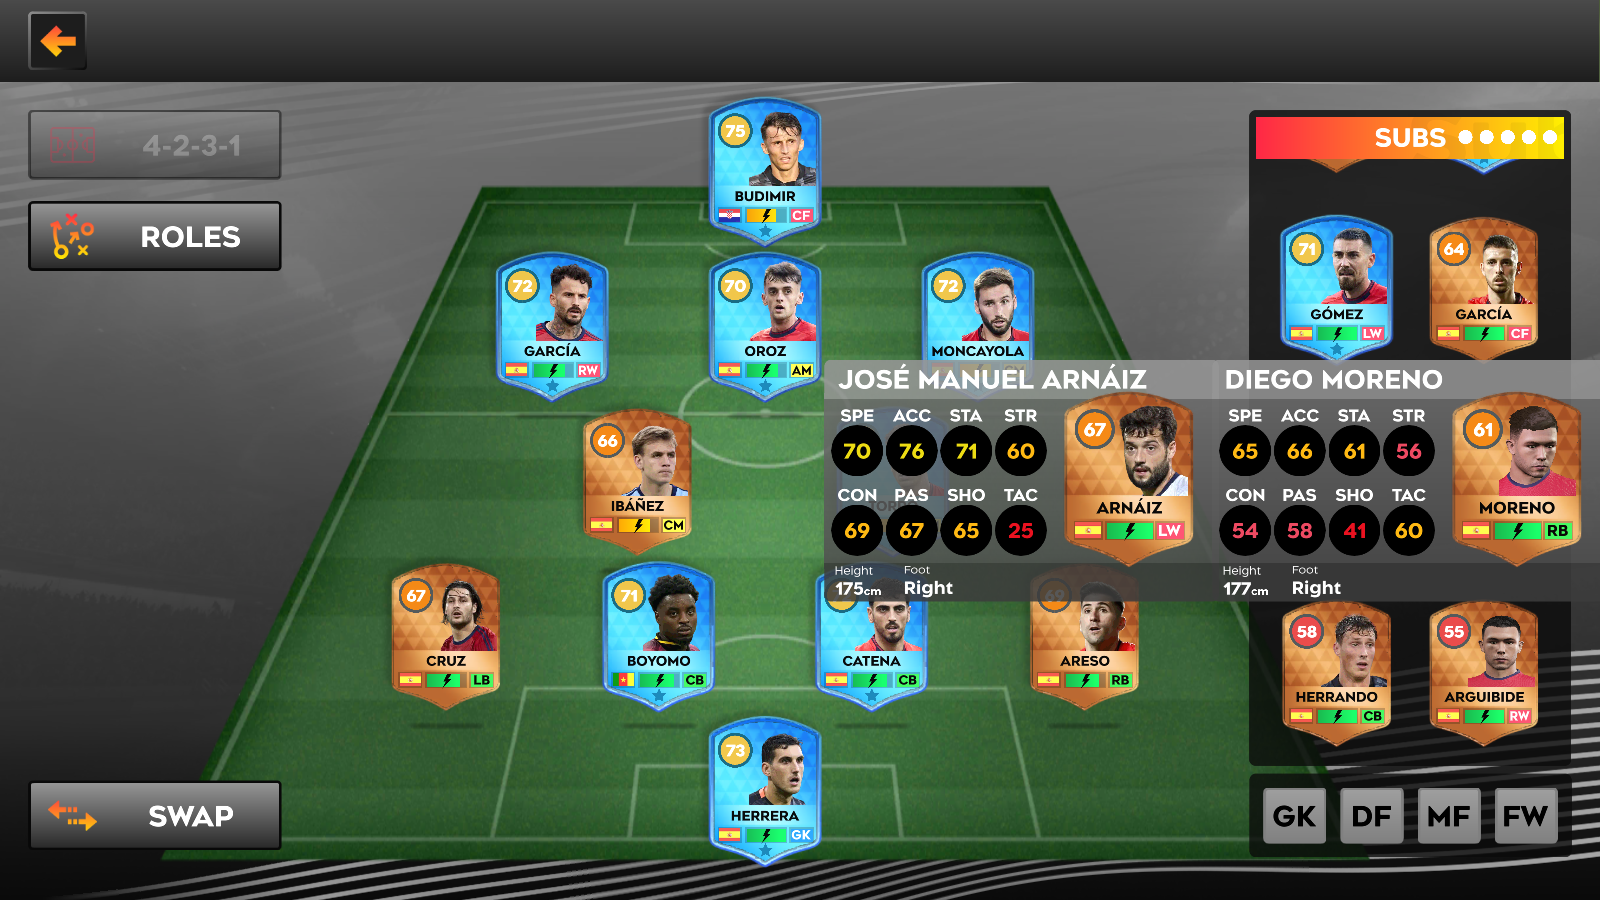 4-2-3-1
ROLES
SWAP
75
BUDIMIR
CF
72
GARCÍA
RW
70
OROZ
AM
72
MONCAYOLA
66
IBÁÑEZ
CM
67
CRUZ
LB
71
BOYOMO
CB
CATENA
CB
69
ARESO
RB
73
HERRERA
GK
SUBS
71
GÓMEZ
LW
64
GARCÍA
CF
JOSÉ MANUEL ARNÁIZ
SPE ACC STA STR
70 76 71 60
CON PAS SHO TAC
69 67 65 25
Height Foot
175cm Right
67
ARNÁIZ
LW
DIEGO MORENO
SPE ACC STA STR
65 66 61 56
CON PAS SHO TAC
54 58 41 60
Height Foot
177cm Right
61
MORENO
RB
58
HERRANDO
CB
55
ARGUIBIDE
RW
GK DF MF FW